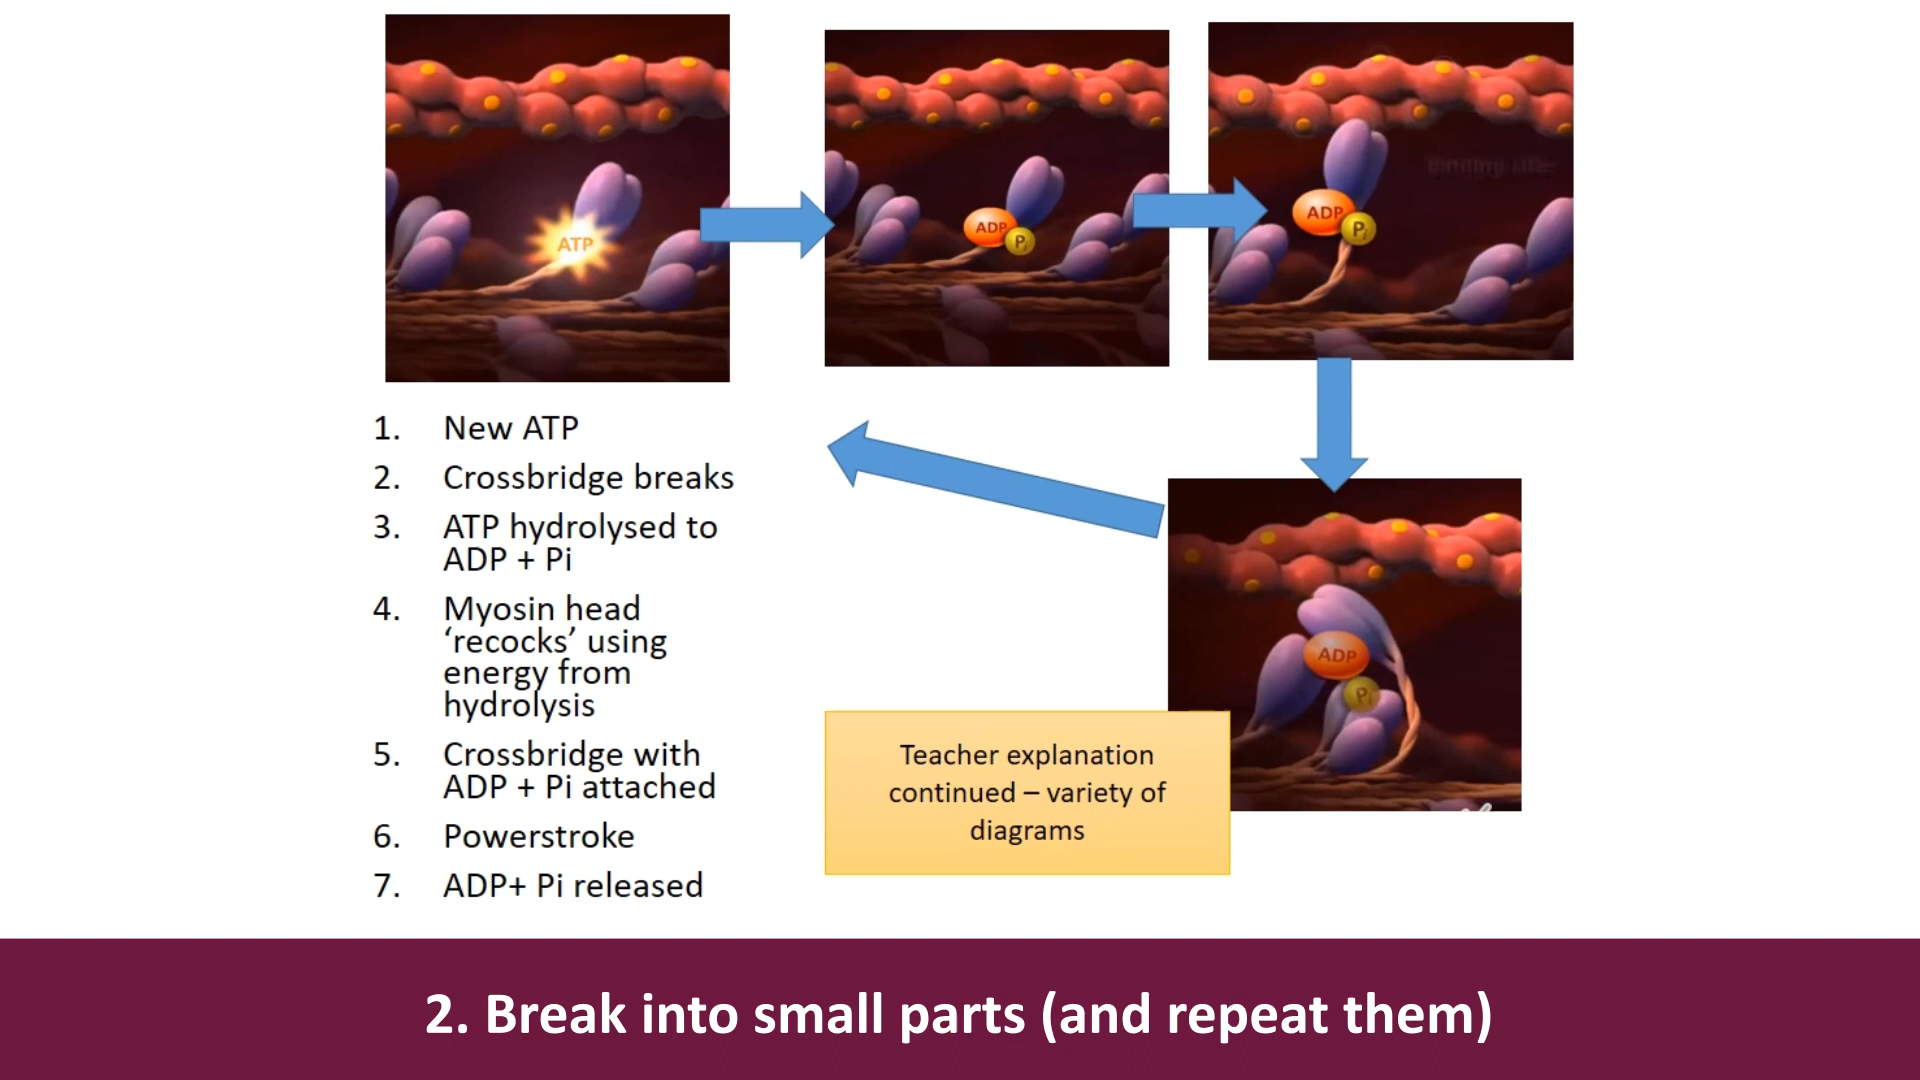 ATP
ADP
Pi
ADP
Pi
binding sites
1. New ATP
2. Crossbridge breaks
3. ATP hydrolysed to
ADP + Pi
4. Myosin head
‘recocks’ using
energy from
hydrolysis
5. Crossbridge with
ADP + Pi attached
6. Powerstroke
7. ADP+ Pi released
ADP
Pi
Teacher explanation
continued – variety of
diagrams
2. Break into small parts (and repeat them)